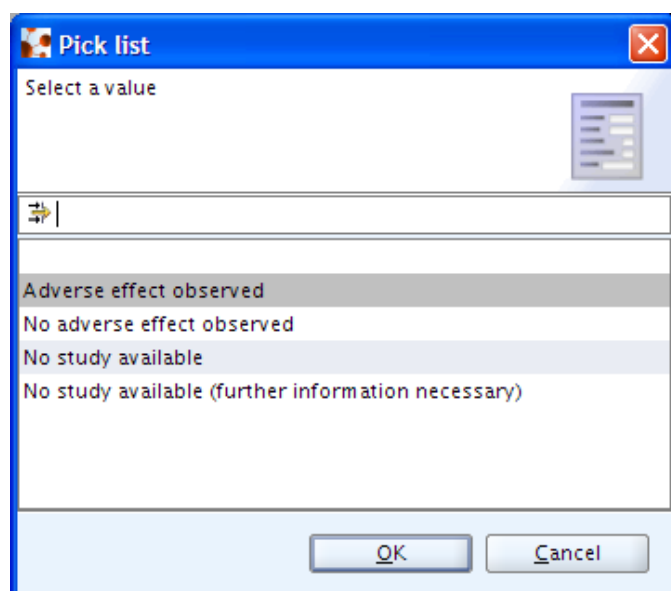 Pick list
Select a value
Adverse effect observed
No adverse effect observed
No study available
No study available (further information necessary)
OK
Cancel